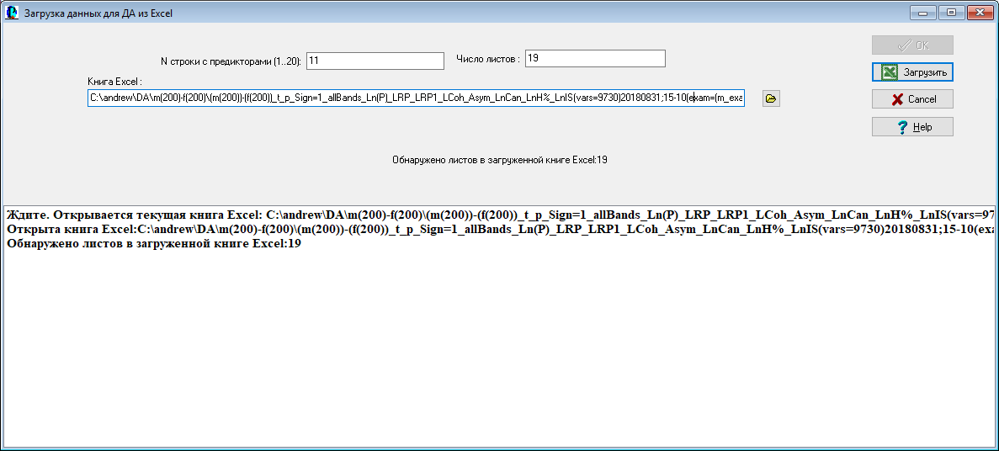 Загрузка данных для ДА из Excel
N строки с предикторами (1..20): 11 Число листов : 19
OK
Книга Excel :
Загрузить
C:\andrew\DA\m(200)-f(200)\(m(200))-(f(200))_t_p_Sign=1_allBands_Ln(P)_LRP_LRP1_LCoh_Asym_LnCan_LnH%_LnIS(vars=9730)20180831;15-10(exam=(m_exa
Cancel
Help
Обнаружено листов в загруженной книге Excel:19
Ждите. Открывается текущая книга Excel: C:\andrew\DA\m(200)-f(200)\(m(200))-(f(200))_t_p_Sign=1_allBands_Ln(P)_LRP_LRP1_LCoh_Asym_LnCan_LnH%_LnIS(vars=97
Открыта книга Excel:C:\andrew\DA\m(200)-f(200)\(m(200))-(f(200))_t_p_Sign=1_allBands_Ln(P)_LRP_LRP1_LCoh_Asym_LnCan_LnH%_LnIS(vars=9730)20180831;15-10(exa
Обнаружено листов в загруженной книге Excel:19